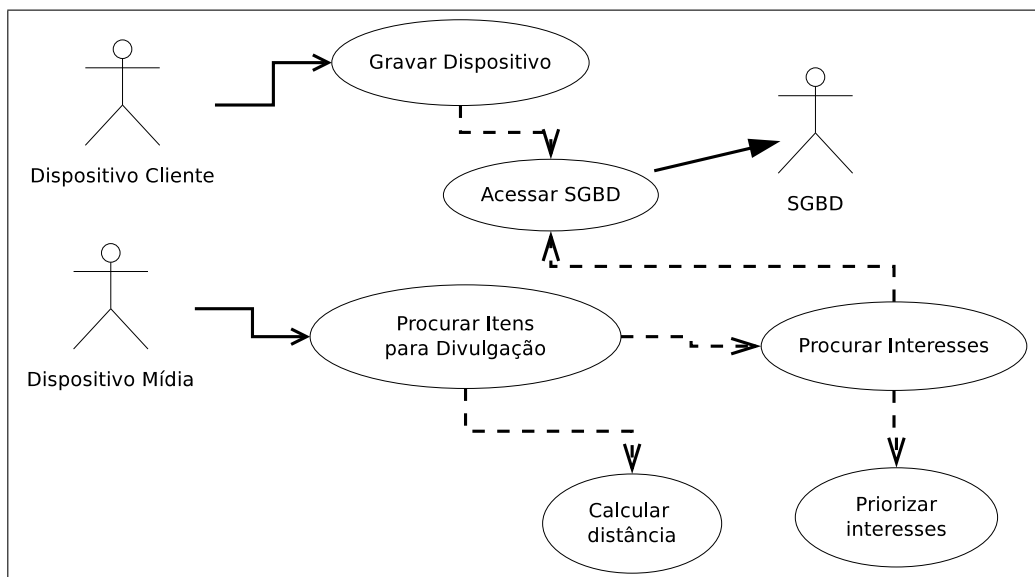 Gravar Dispositivo
Dispositivo Cliente
Acessar SGBD
SGBD
Procurar Itens
para Divulgação
Procurar Interesses
Dispositivo Mídia
Calcular
distância
Priorizar
interesses